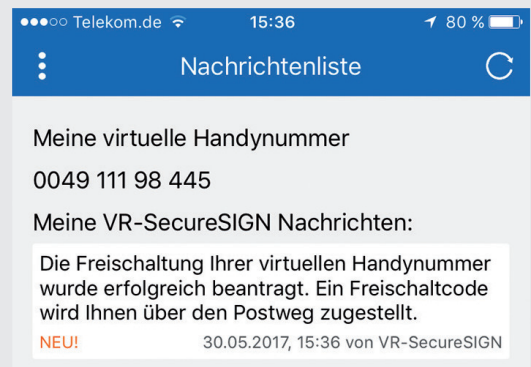 Telekom.de 15:36 80 %
Nachrichtenliste
Meine virtuelle Handynummer
0049 111 98 445
Meine VR-SecureSIGN Nachrichten:
Die Freischaltung Ihrer virtuellen Handynummer
wurde erfolgreich beantragt. Ein Freischaltcode
wird Ihnen über den Postweg zugestellt.
NEU! 30.05.2017, 15:36 von VR-SecureSIGN